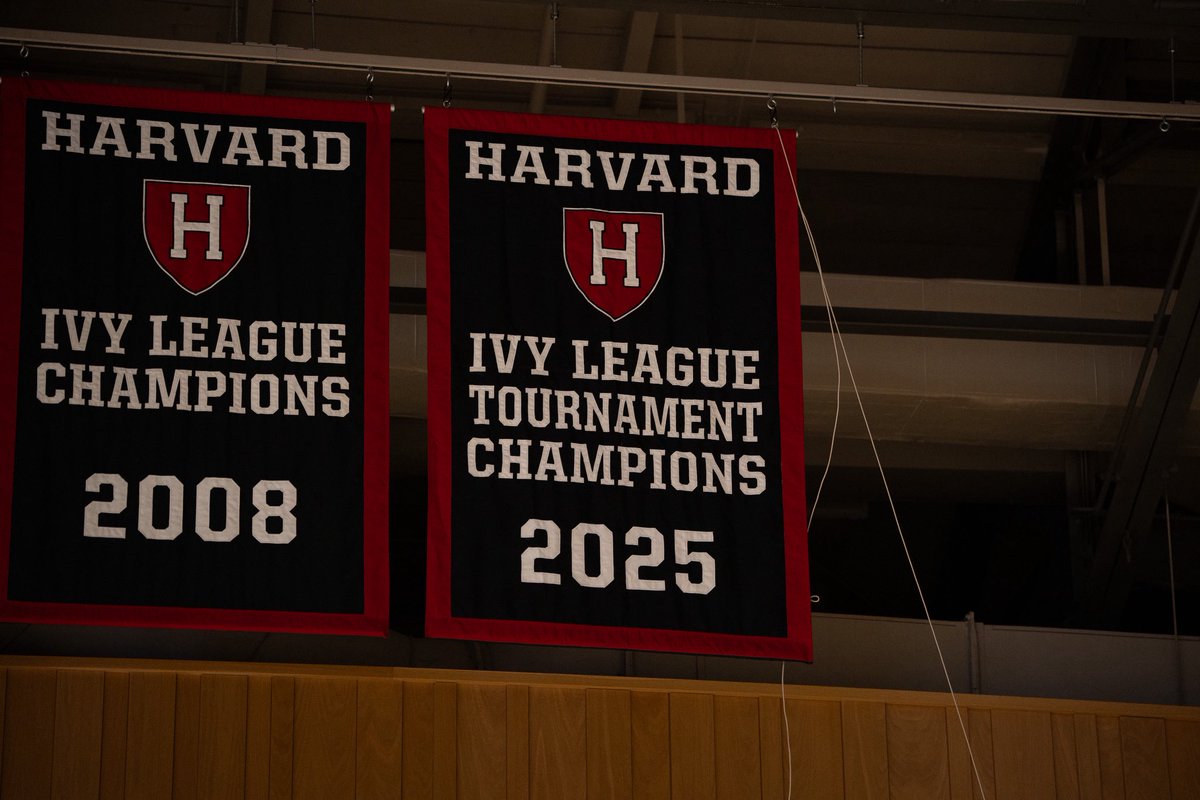 HARVARD
H
IVY LEAGUE
CHAMPIONS
2008
HARVARD
H
IVY LEAGUE
TOURNAMENT
CHAMPIONS
2025